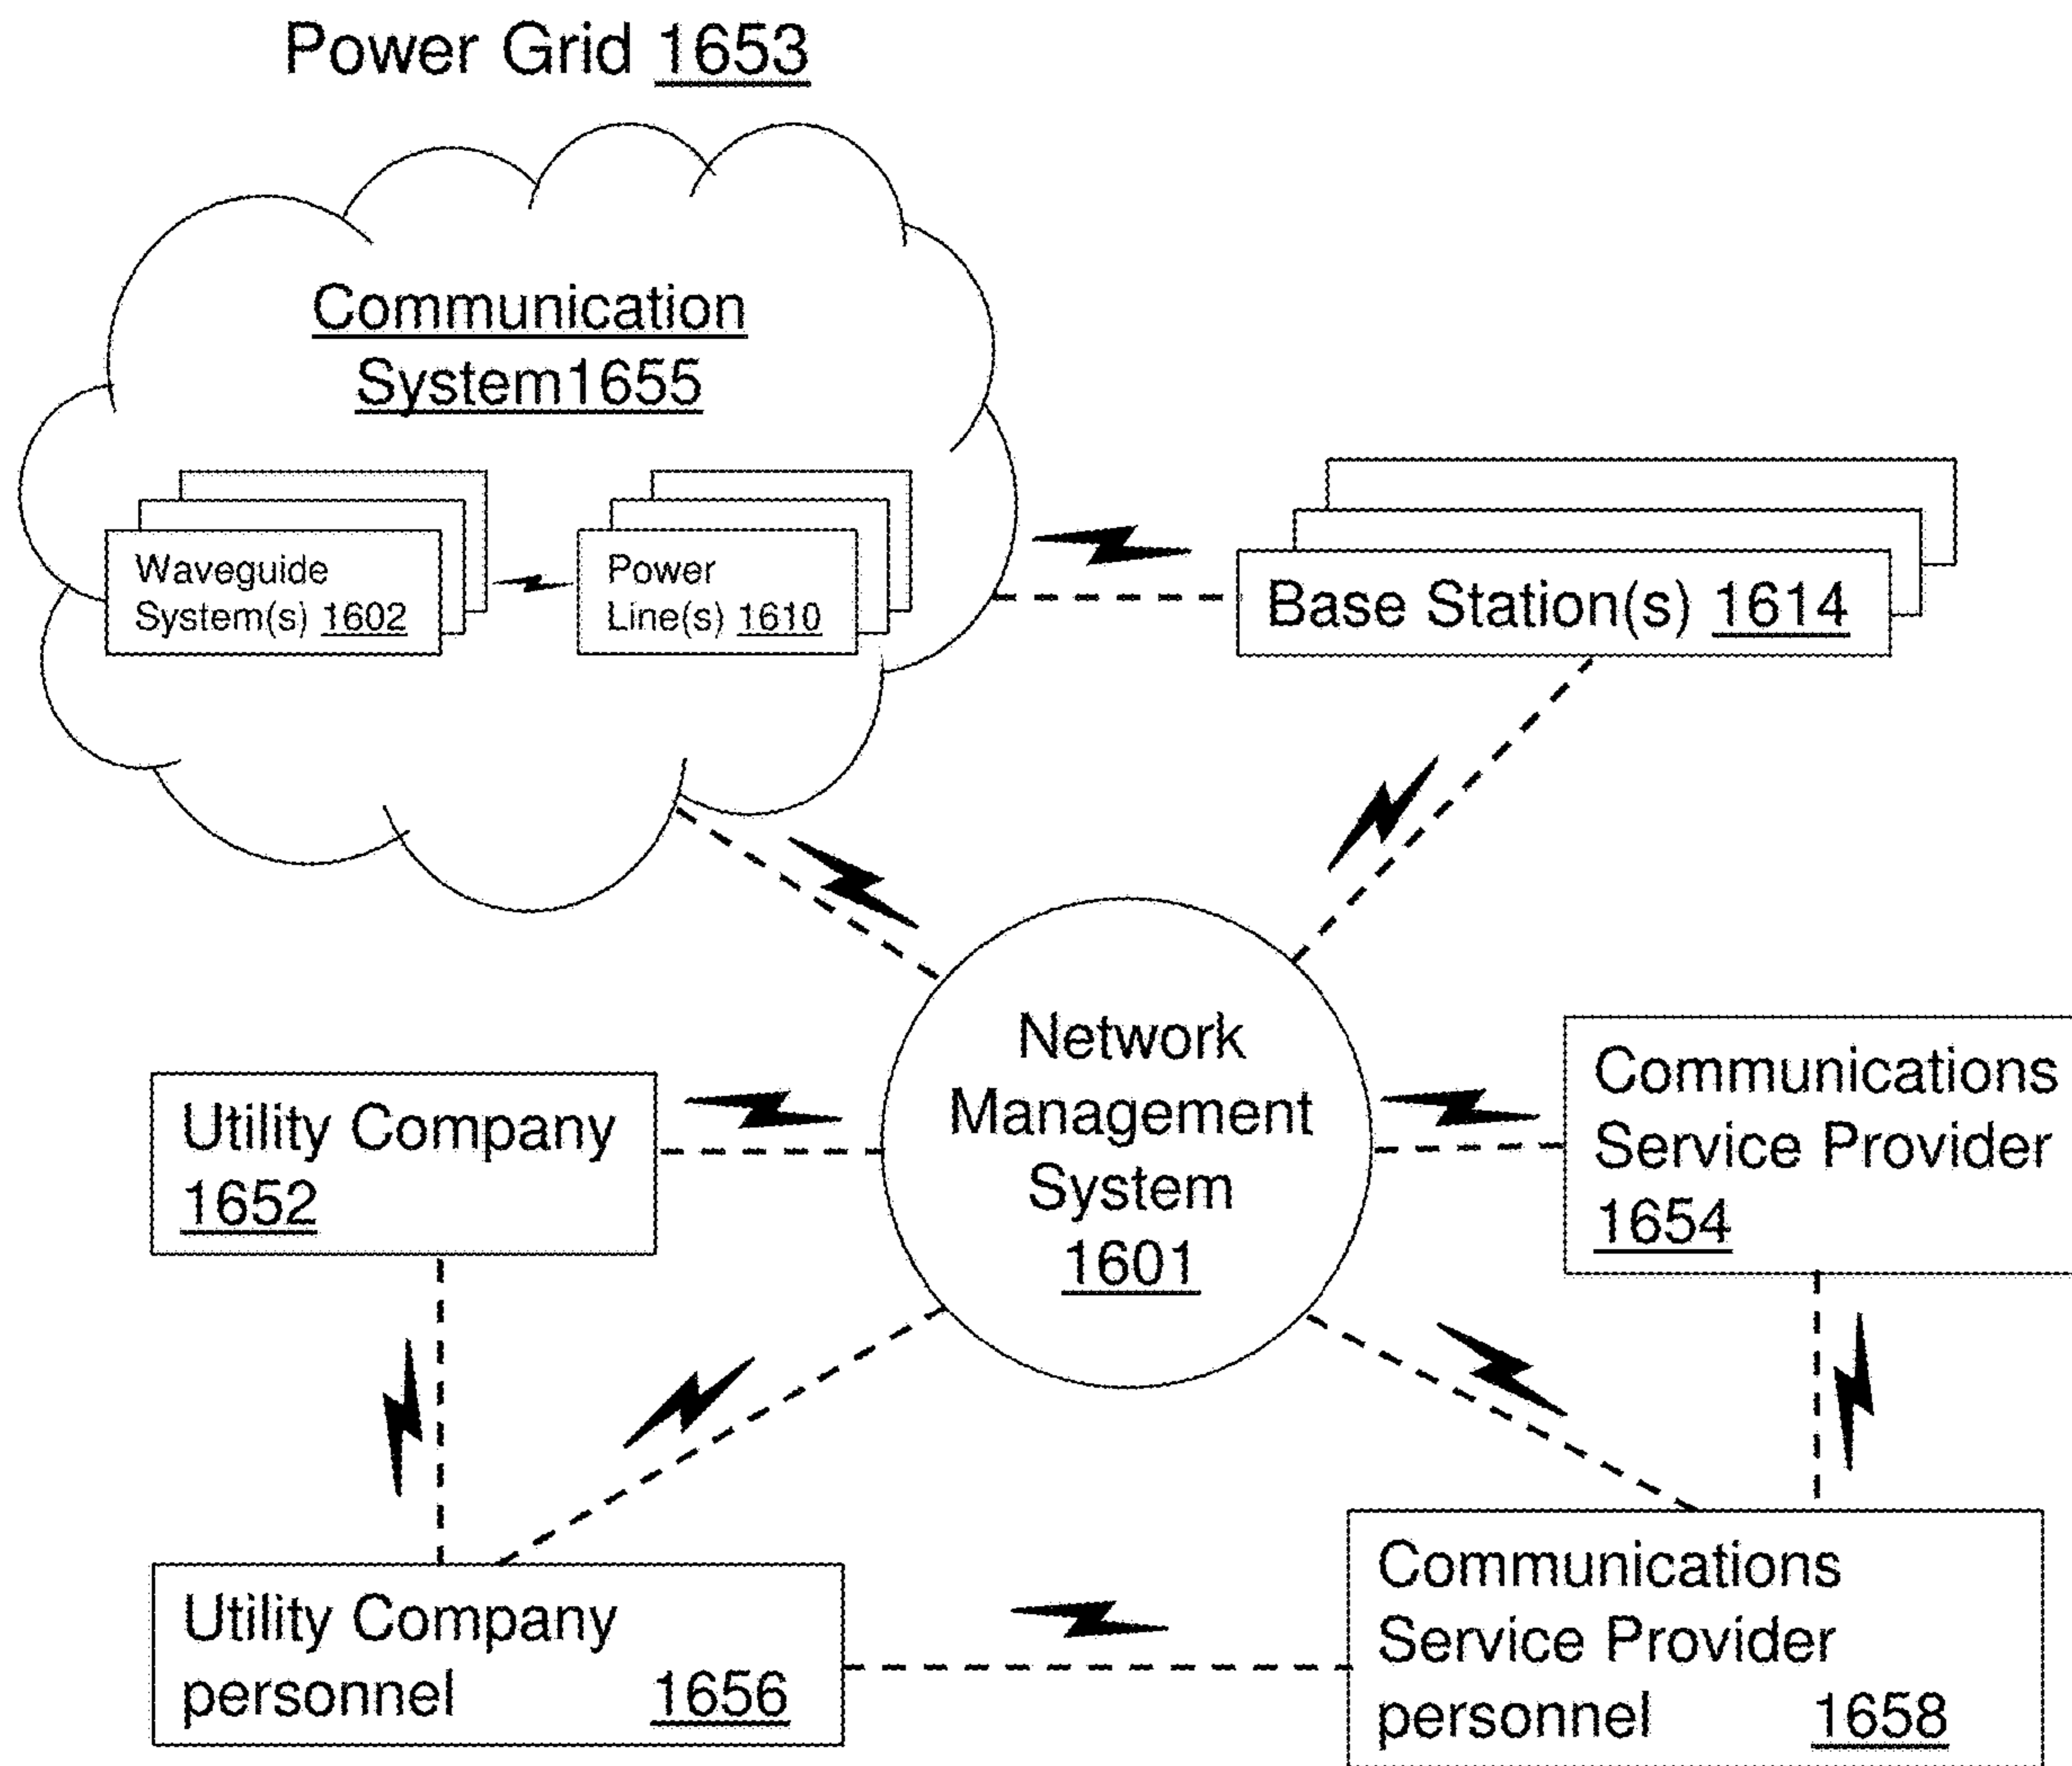 Power Grid 1653
Communication
System1655
Waveguide
System(s) 1602
Power
Line(s) 1610
Base Station(s) 1614
Network
Management
System
1601
Utility Company
1652
Communications
Service Provider
1654
Utility Company
personnel 1656
Communications
Service Provider
personnel 1658